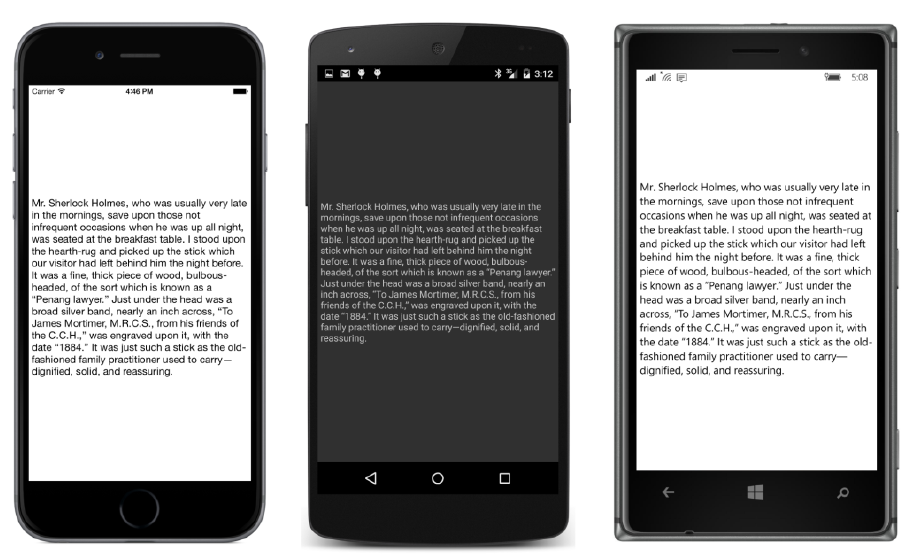 Carrier
4:46 PM
Mr. Sherlock Holmes, who was usually very late
in the mornings, save upon those not
infrequent occasions when he was up all night,
was seated at the breakfast table. I stood upon
the hearth-rug and picked up the stick which
our visitor had left behind him the night before.
It was a fine, thick piece of wood, bulbous-
headed, of the sort which is known as a
“Penang lawyer.” Just under the head was a
broad silver band, nearly an inch across, “To
James Mortimer, M.R.C.S., from his friends of
the C.C.H.,” was engraved upon it, with the
date “1884.” It was just such a stick as the old-
fashioned family practitioner used to carry—
dignified, solid, and reassuring.
3G
3:12
Mr. Sherlock Holmes, who was usually very late in the
mornings, save upon those not infrequent occasions
when he was up all night, was seated at the breakfast
table. I stood upon the hearth-rug and picked up the
stick which our visitor had left behind him the night
before. It was a fine, thick piece of wood, bulbous-
headed, of the sort which is known as a “Penang lawyer.”
Just under the head was a broad silver band, nearly an
inch across, “To James Mortimer, M.R.C.S., from his
friends of the C.C.H.,” was engraved upon it, with the
date “1884.” It was just such a stick as the old-fashioned
family practitioner used to carry—dignified, solid, and
reassuring.
5:08
Mr. Sherlock Holmes, who was usually very late in
the mornings, save upon those not infrequent
occasions when he was up all night, was seated at
the breakfast table. I stood upon the hearth-rug
and picked up the stick which our visitor had left
behind him the night before. It was a fine, thick
piece of wood, bulbous-headed, of the sort which
is known as a “Penang lawyer.” Just under the
head was a broad silver band, nearly an inch
across, “To James Mortimer, M.R.C.S., from his
friends of the C.C.H.,” was engraved upon it, with
the date “1884.” It was just such a stick as the old-
fashioned family practitioner used to carry—
dignified, solid, and reassuring.